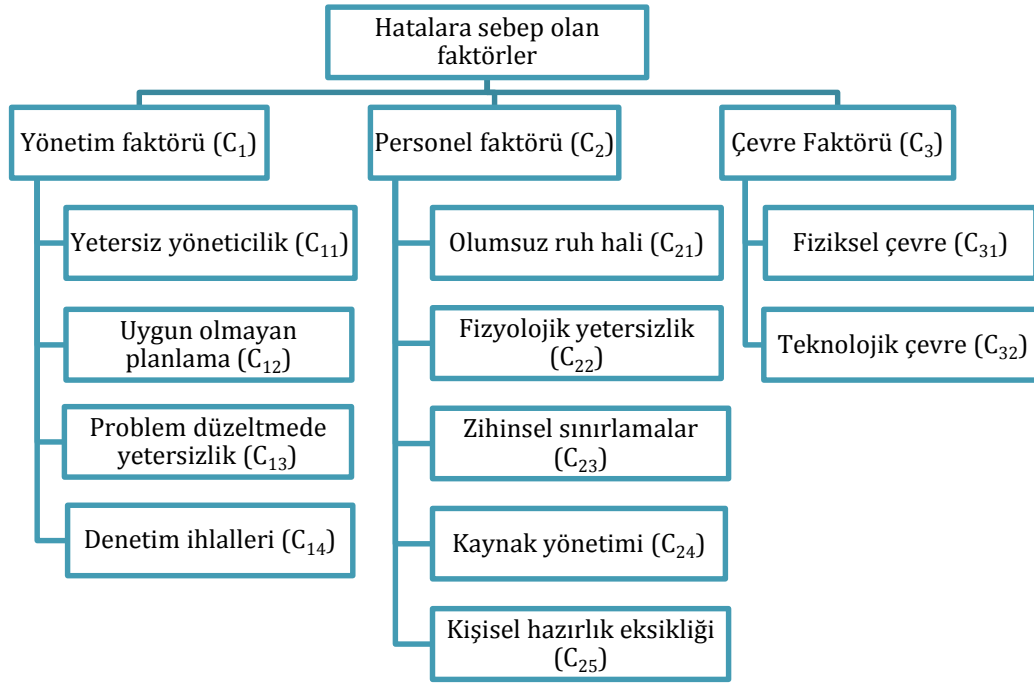 Hatalara sebep olan
faktörler
Yönetim faktörü (C₁)
Yetersiz yöneticilik (C₁₁)
Uygun olmayan
planlama (C₁₂)
Problem düzeltmede
yetersizlik (C₁₃)
Denetim ihlalleri (C₁₄)
Personel faktörü (C₂)
Olumsuz ruh hali (C₂₁)
Fizyolojik yetersizlik
(C₂₂)
Zihinsel sınırlamalar
(C₂₃)
Kaynak yönetimi (C₂₄)
Kişisel hazırlık eksikliği
(C₂₅)
Çevre Faktörü (C₃)
Fiziksel çevre (C₃₁)
Teknolojik çevre (C₃₂)